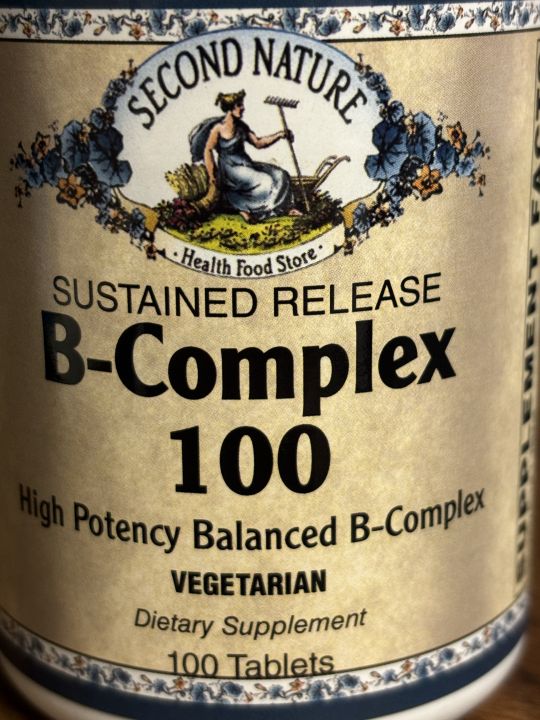 SECOND NATURE
· Health Food Store ·
SUSTAINED RELEASE
B-Complex
100
High Potency Balanced B-Complex
VEGETARIAN
Dietary Supplement
100 Tablets
SUPPLEMENT FACTS